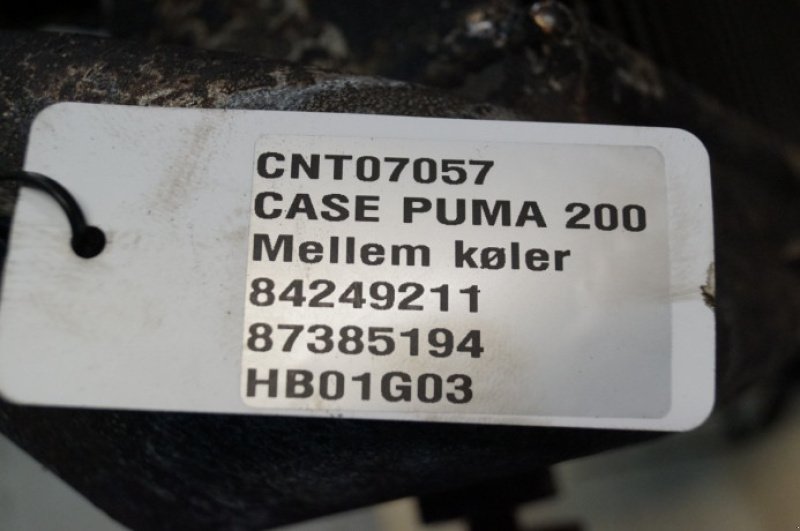 CNT07057
CASE PUMA 200
Mellem køler
84249211
87385194
HB01G03